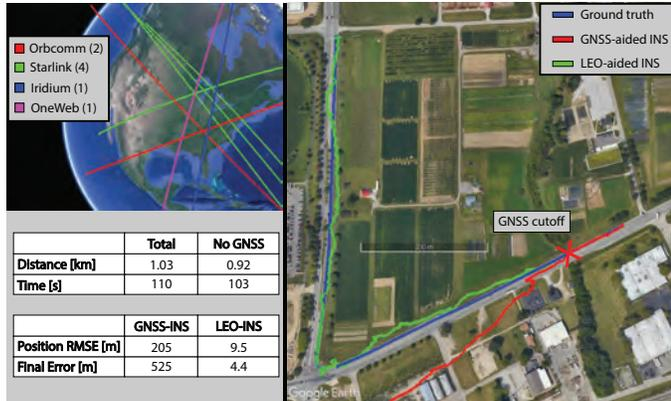 Orbcomm (2)
Starlink (4)
Iridium (1)
OneWeb (1)
Total No GNSS
Distance [km] 1.03 0.92
Time [s] 110 103
GNSS-INS LEO-INS
Position RMSE [m] 205 9.5
Final Error [m] 525 4.4
Ground truth
GNSS-aided INS
LEO-aided INS
GNSS cutoff
Google Earth